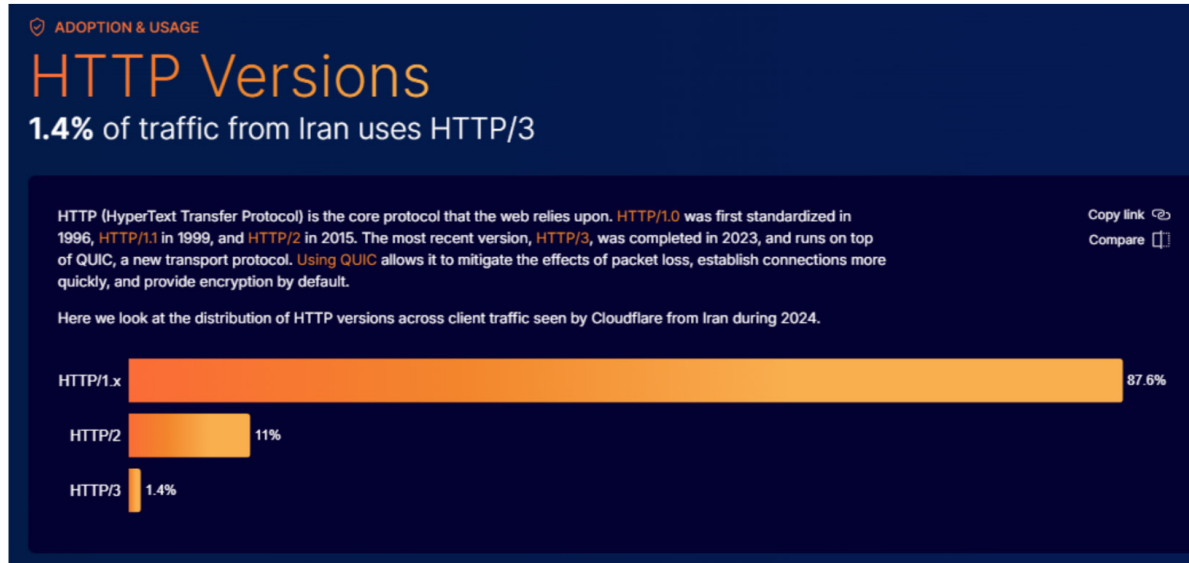 ADOPTION & USAGE
HTTP Versions
1.4% of traffic from Iran uses HTTP/3
HTTP (HyperText Transfer Protocol) is the core protocol that the web relies upon. HTTP/1.0 was first standardized in
1996, HTTP/1.1 in 1999, and HTTP/2 in 2015. The most recent version, HTTP/3, was completed in 2023, and runs on top
of QUIC, a new transport protocol. Using QUIC allows it to mitigate the effects of packet loss, establish connections more
quickly, and provide encryption by default.
Here we look at the distribution of HTTP versions across client traffic seen by Cloudflare from Iran during 2024.
Copy link
Compare
HTTP/1.x 87.6%
HTTP/2 11%
HTTP/3 1.4%